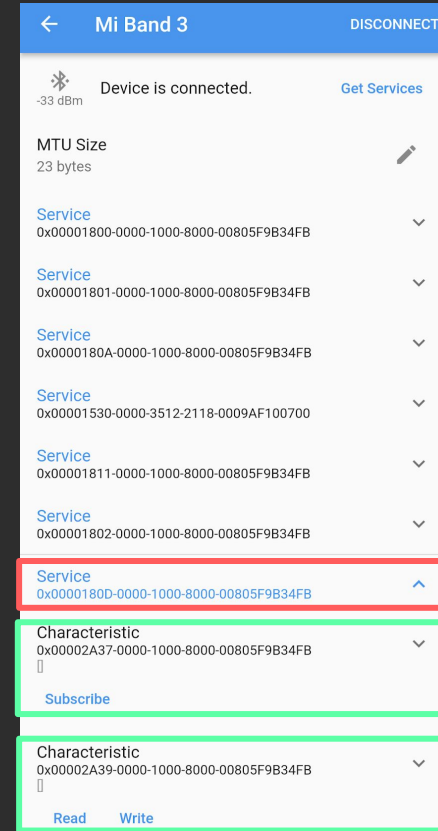 Mi Band 3
DISCONNECT
-33 dBm
Device is connected.
Get Services
MTU Size
23 bytes
Service
0x00001800-0000-1000-8000-00805F9B34FB
Service
0x00001801-0000-1000-8000-00805F9B34FB
Service
0x0000180A-0000-1000-8000-00805F9B34FB
Service
0x00001530-0000-3512-2118-0009AF100700
Service
0x00001811-0000-1000-8000-00805F9B34FB
Service
0x00001802-0000-1000-8000-00805F9B34FB
Service
0x0000180D-0000-1000-8000-00805F9B34FB
Characteristic
0x00002A37-0000-1000-8000-00805F9B34FB
[]
Subscribe
Characteristic
0x00002A39-0000-1000-8000-00805F9B34FB
[]
Read Write